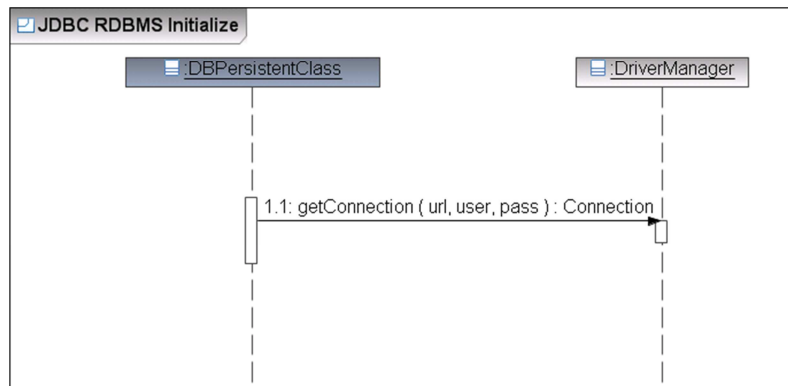 JDBC RDBMS Initialize
:DBPersistentClass
:DriverManager
1.1: getConnection ( url, user, pass ) : Connection